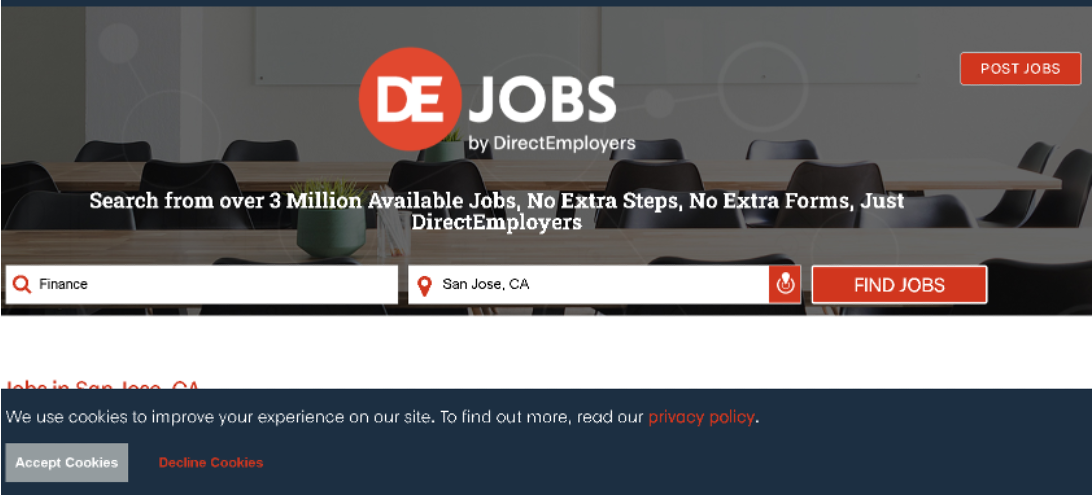 POST JOBS
DE JOBS
by DirectEmployers
Search from over 3 Million Available Jobs, No Extra Steps, No Extra Forms, Just
DirectEmployers
Finance
San Jose, CA
FIND JOBS
Jobs in San Jose, CA
We use cookies to improve your experience on our site. To find out more, read our privacy policy.
Accept Cookies
Decline Cookies